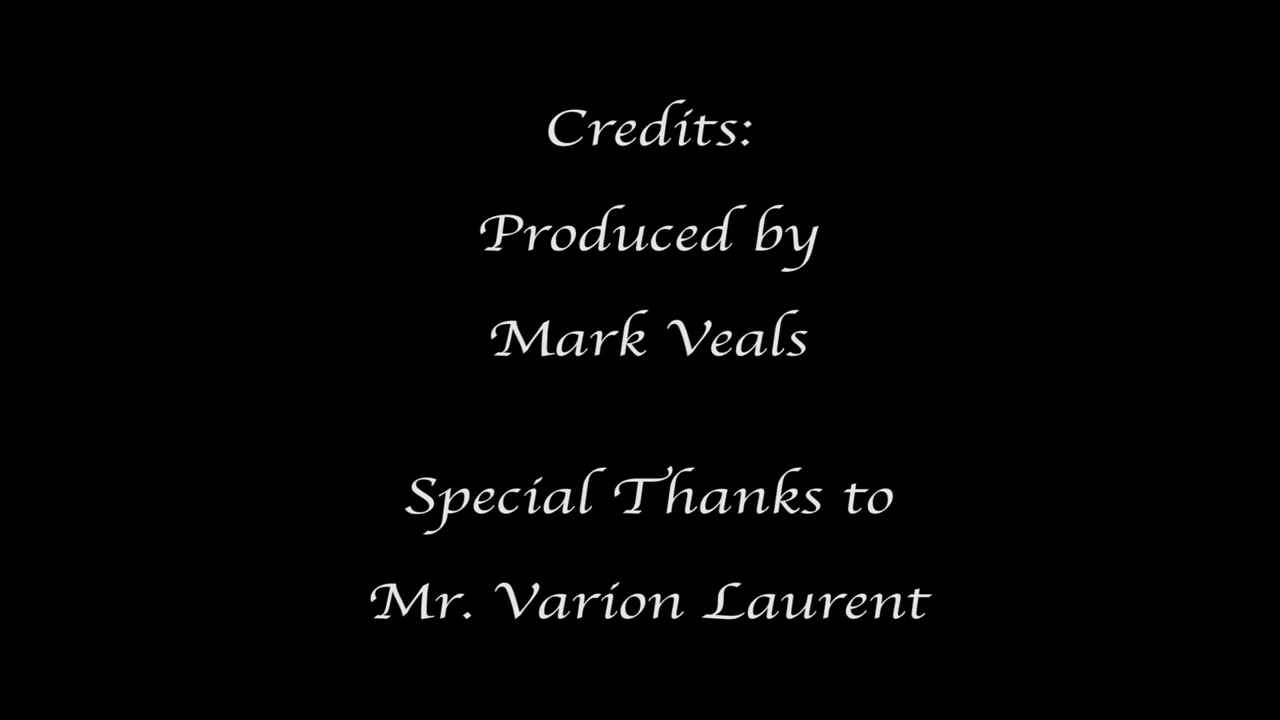 Credits:
Produced by
Mark Veals
Special Thanks to
Mr. Varion Laurent